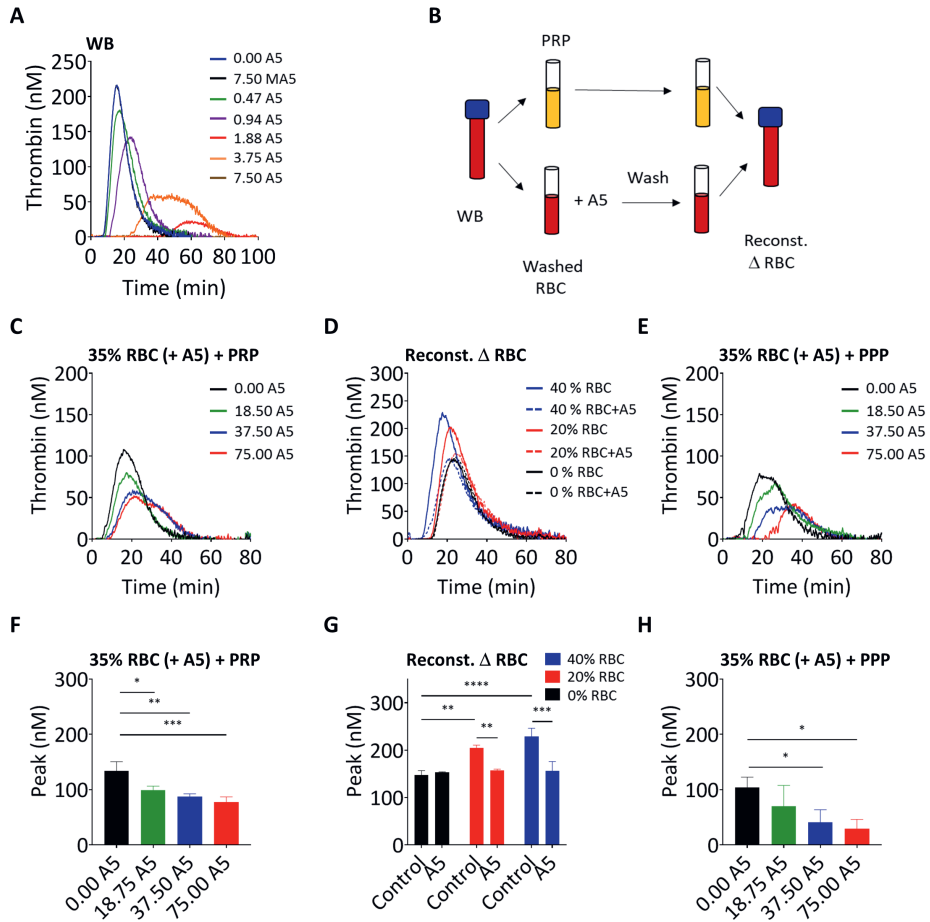 A
WB
Thrombin (nM)
250
200
150
100
50
0
0 20 40 60 80 100
Time (min)
0.00 A5
7.50 MA5
0.47 A5
0.94 A5
1.88 A5
3.75 A5
7.50 A5
B
PRP
WB
+ A5
Wash
Washed
RBC
Reconst.
Δ RBC
C
35% RBC (+ A5) + PRP
Thrombin (nM)
200
150
100
50
0
0 20 40 60 80
Time (min)
0.00 A5
18.50 A5
37.50 A5
75.00 A5
D
Reconst. Δ RBC
Thrombin (nM)
300
250
200
150
100
50
0
0 20 40 60 80
Time (min)
40 % RBC
40 % RBC+A5
20% RBC
20% RBC+A5
0 % RBC
0 % RBC+A5
E
35% RBC (+ A5) + PPP
Thrombin (nM)
200
150
100
50
0
0 20 40 60 80
Time (min)
0.00 A5
18.50 A5
37.50 A5
75.00 A5
F
35% RBC (+ A5) + PRP
Peak (nM)
300
200
100
0
*
**
***
0.00 A5
18.75 A5
37.50 A5
75.00 A5
G
Reconst. Δ RBC
40% RBC
20% RBC
0% RBC
Peak (nM)
300
200
100
0
****
**
**
***
Control
A5
Control
A5
Control
A5
H
35% RBC (+ A5) + PPP
Peak (nM)
300
200
100
0
*
*
0.00 A5
18.75 A5
37.50 A5
75.00 A5